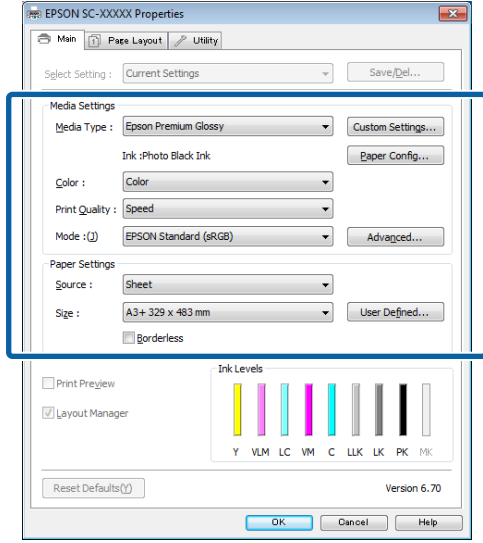 EPSON SC-XXXXX Properties
Main Page Layout Utility
Select Setting : Current Settings Save/Del...
Media Settings
Media Type : Epson Premium Glossy Custom Settings...
Ink :Photo Black Ink Paper Config...
Color : Color
Print Quality : Speed
Mode :(J) EPSON Standard (sRGB) Advanced...
Paper Settings
Source : Sheet
Size : A3+ 329 x 483 mm User Defined...
Borderless
Ink Levels
Print Preview
Layout Manager
Y VLM LC VM C LLK LK PK MK
Reset Defaults(Y) Version 6.70
OK Cancel Help